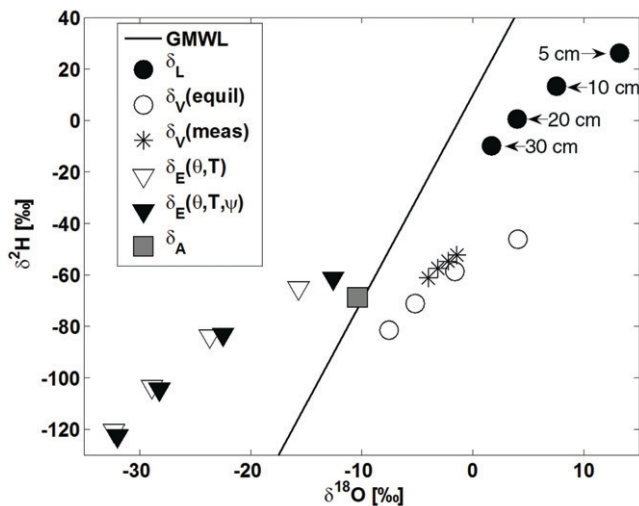 40
20
0
-20
-40
-60
-80
-100
-120
δ²H [‰]
GMWL
δL
δV(equil)
δV(meas)
δE(θ,T)
δE(θ,T,ψ)
δA
5 cm
10 cm
20 cm
30 cm
-30 -20 -10 0 10
δ¹⁸O [‰]